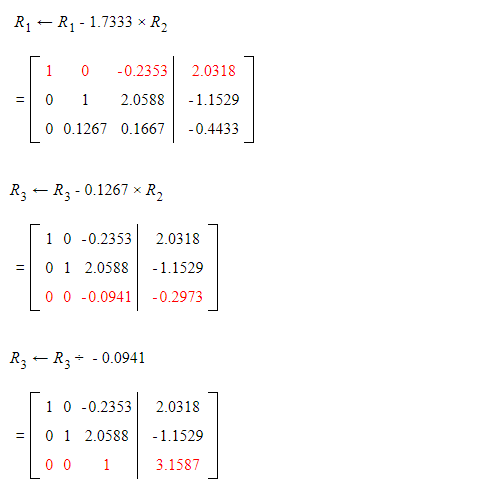 R1 ← R1 - 1.7333 × R2
1 0 -0.2353 2.0318
= 0 1 2.0588 -1.1529
0 0.1267 0.1667 -0.4433
R3 ← R3 - 0.1267 × R2
1 0 -0.2353 2.0318
= 0 1 2.0588 -1.1529
0 0 -0.0941 -0.2973
R3 ← R3 ÷ -0.0941
1 0 -0.2353 2.0318
= 0 1 2.0588 -1.1529
0 0 1 3.1587